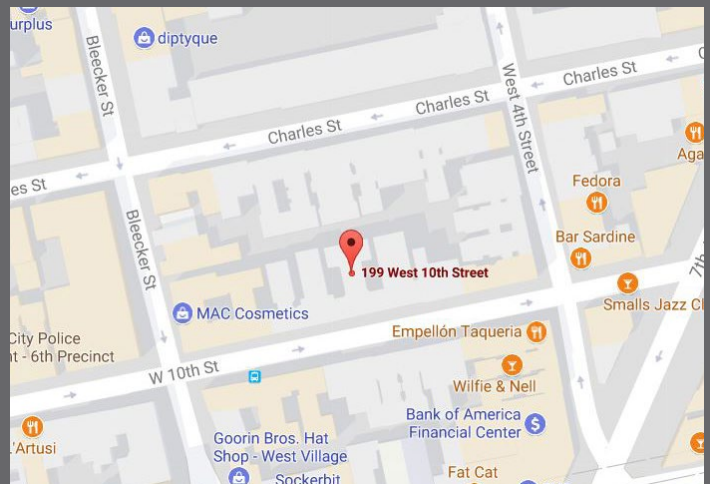 urplus
diptyque
Bleecker St
West 4th Street
Charles St
Charles St
Charles St
es St
Aga
Fedora
Bar Sardine
Bleecker St
199 West 10th Street
7th
Smalls Jazz Cl
MAC Cosmetics
Empellón Taqueria
City Police
nt - 6th Precinct
W 10th St
Wilfie & Nell
L'Artusi
Bank of America
Financial Center
Goorin Bros. Hat
Shop - West Village
Sockerbit
Fat Cat